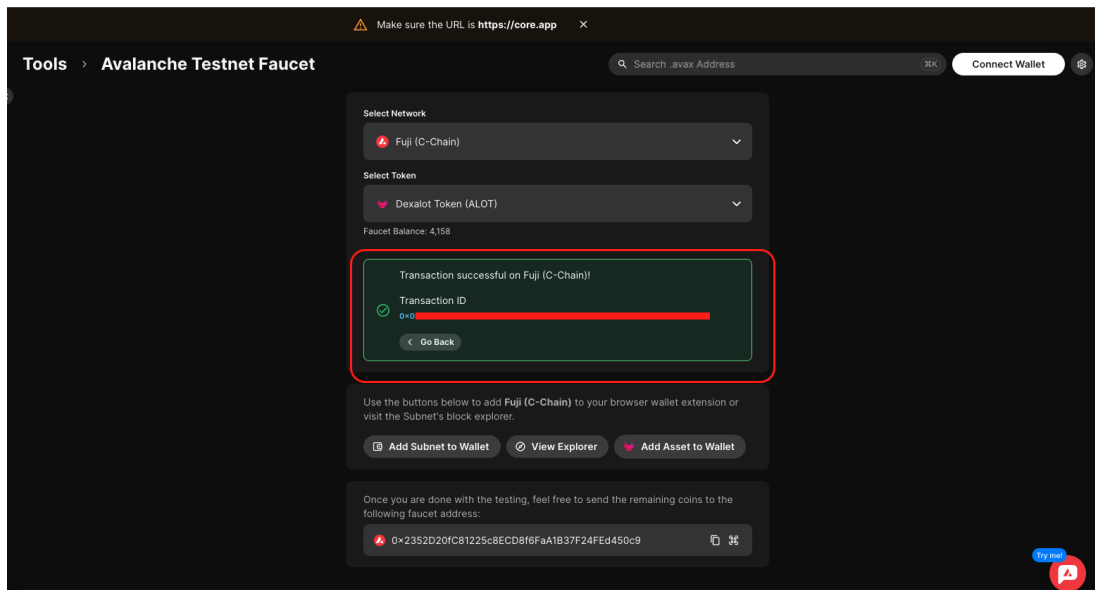 Make sure the URL is https://core.app
Tools > Avalanche Testnet Faucet
Search .avax Address
⌘K
Connect Wallet
Select Network
Fuji (C-Chain)
Select Token
Dexalot Token (ALOT)
Faucet Balance: 4,158
Transaction successful on Fuji (C-Chain)!
Transaction ID
0×0
Go Back
Use the buttons below to add Fuji (C-Chain) to your browser wallet extension or
visit the Subnet's block explorer.
Add Subnet to Wallet
View Explorer
Add Asset to Wallet
Once you are done with the testing, feel free to send the remaining coins to the
following faucet address:
0×2352D20fC81225c8ECD8f6FaA1B37F24FEd450c9
Try me!